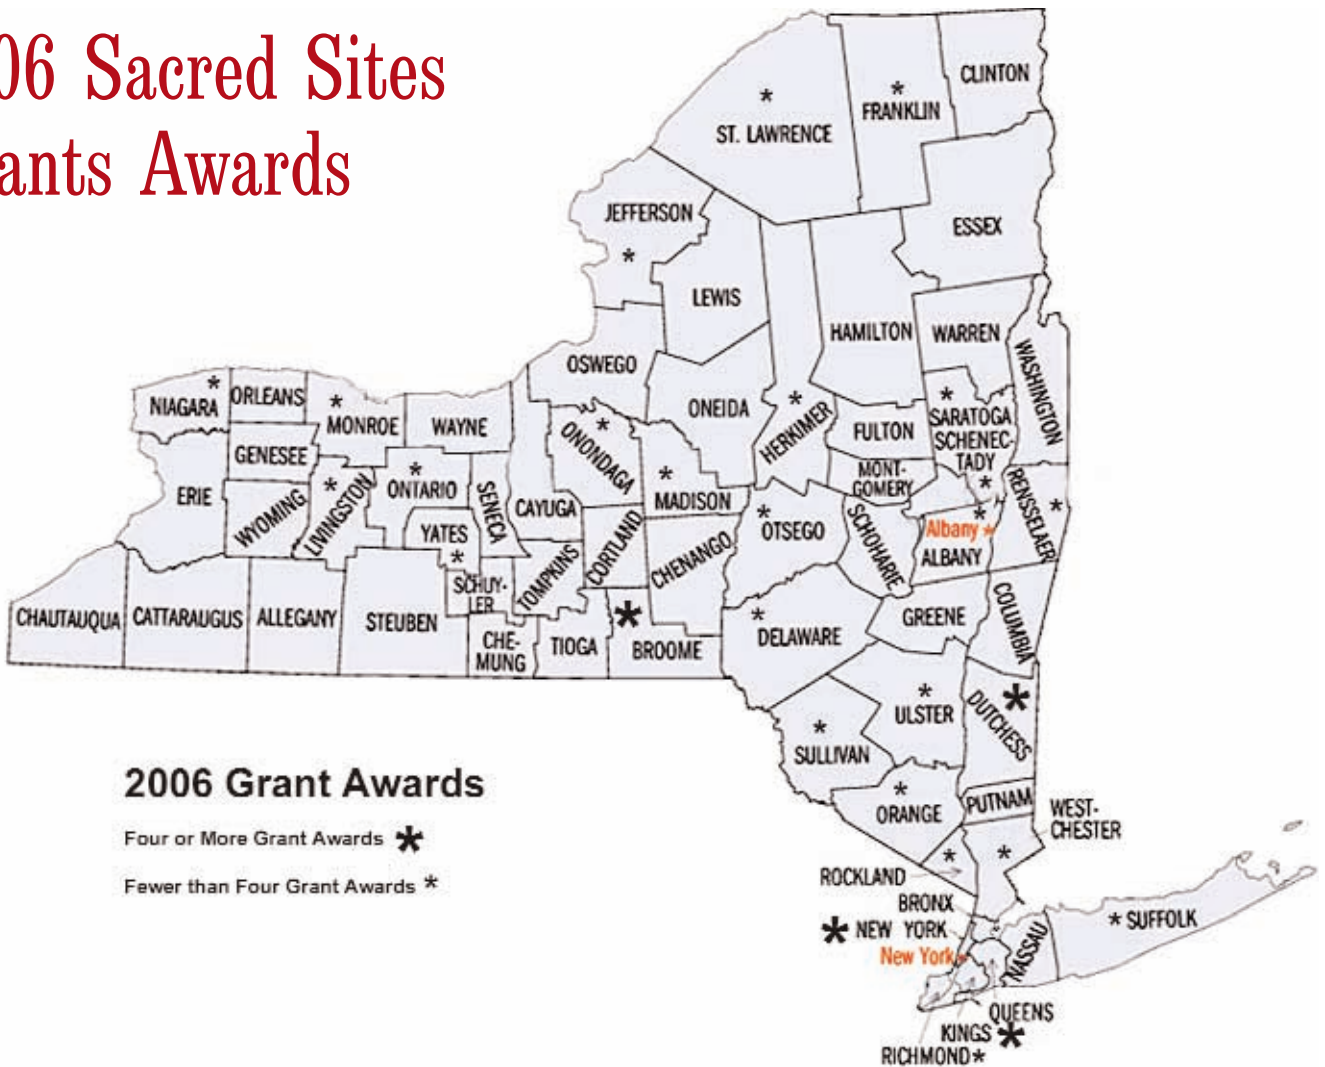 06 Sacred Sites
ants Awards
CLINTON
FRANKLIN
ST. LAWRENCE
JEFFERSON
ESSEX
LEWIS
HAMILTON
WARREN
WASHINGTON
OSWEGO
ONEIDA
HERKIMER
NIAGARA
ORLEANS
MONROE
WAYNE
ONONDAGA
FULTON
SARATOGA
SCHENEC-
TADY
GENESEE
ERIE
WYOMING
LIVINGSTON
ONTARIO
SENECA
CAYUGA
MADISON
MONT-
GOMERY
RENSSELAER
YATES
CORTLAND
CHENANGO
OTSEGO
SCHOHARIE
Albany
ALBANY
SCHUY-
LER
TOMPKINS
CHAUTAUQUA
CATTARAUGUS
ALLEGANY
STEUBEN
CHE-
MUNG
TIOGA
BROOME
DELAWARE
GREENE
COLUMBIA
ULSTER
DUTCHESS
SULLIVAN
ORANGE
PUTNAM
WEST-
CHESTER
ROCKLAND
BRONX
NEW YORK
New York
NASSAU
SUFFOLK
QUEENS
KINGS
RICHMOND
2006 Grant Awards
Four or More Grant Awards
Fewer than Four Grant Awards